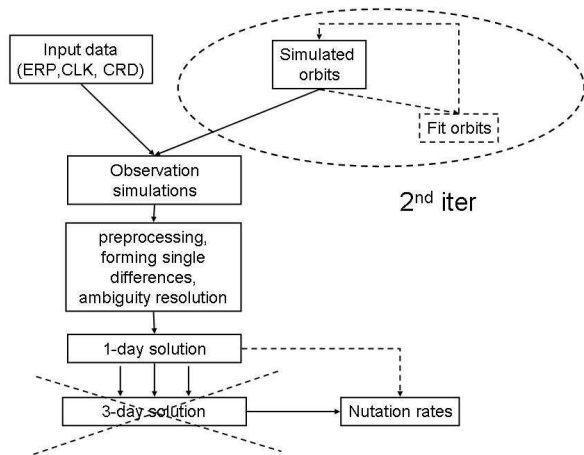 Input data
(ERP,CLK, CRD)
Simulated
orbits
Fit orbits
Observation
simulations
2nd iter
preprocessing,
forming single
differences,
ambiguity resolution
1-day solution
3-day solution
Nutation rates